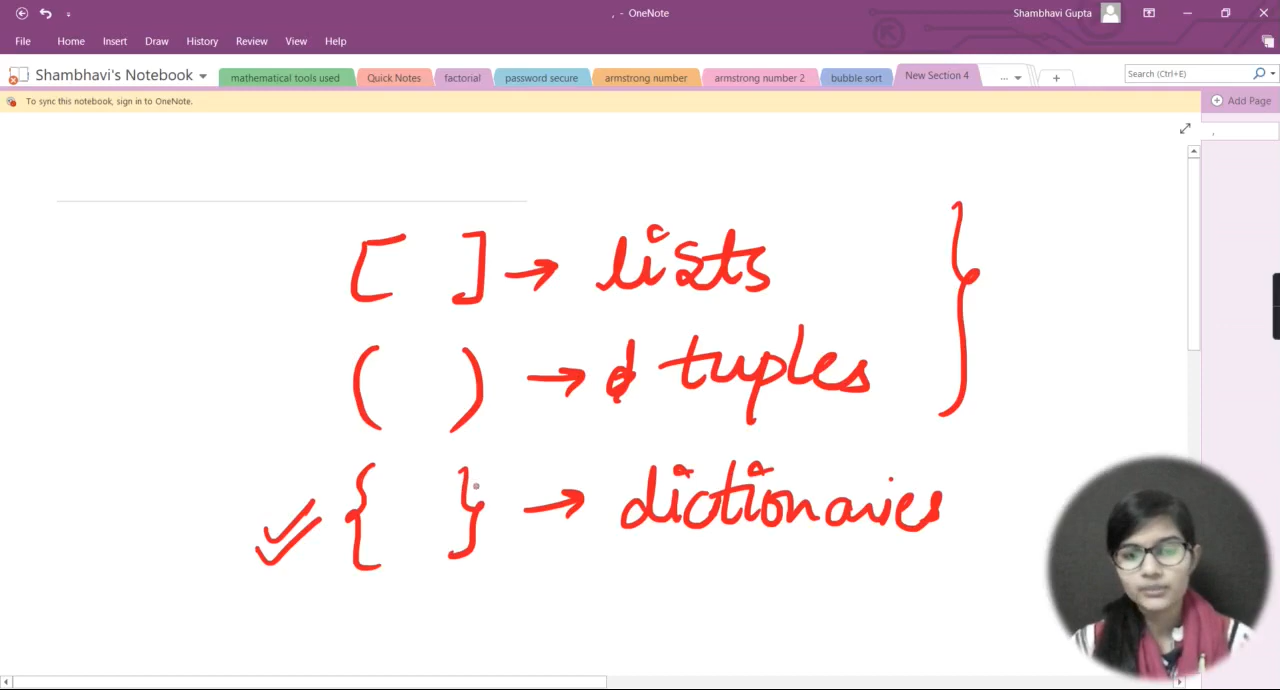 , - OneNote
Shambhavi Gupta
File Home Insert Draw History Review View Help
Shambhavi's Notebook
mathematical tools used
Quick Notes
factorial
password secure
armstrong number
armstrong number 2
bubble sort
New Section 4
...
+
Search (Ctrl+E)
To sync this notebook, sign in to OneNote.
Add Page
,
[ ] → lists
( ) → tuples
{ } → dictionaries